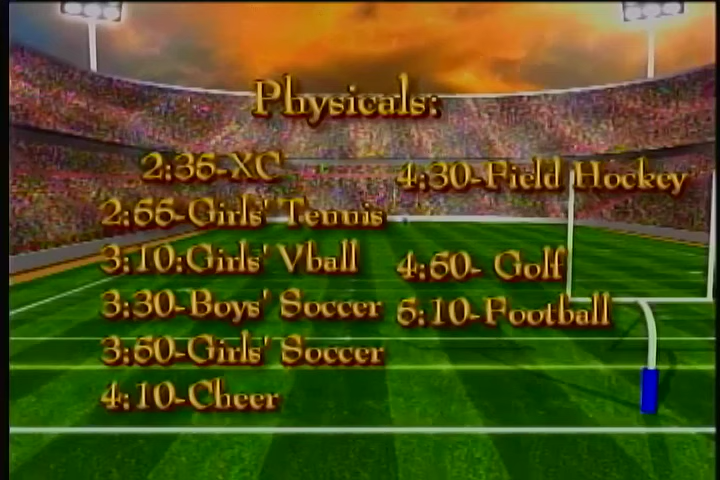 Physicals:
2:35-XC
2:55-Girls' Tennis
3:10:Girls' Vball
3:30-Boys' Soccer
3:50-Girls' Soccer
4:10-Cheer
4:30-Field Hockey
4:50- Golf
5:10-Football